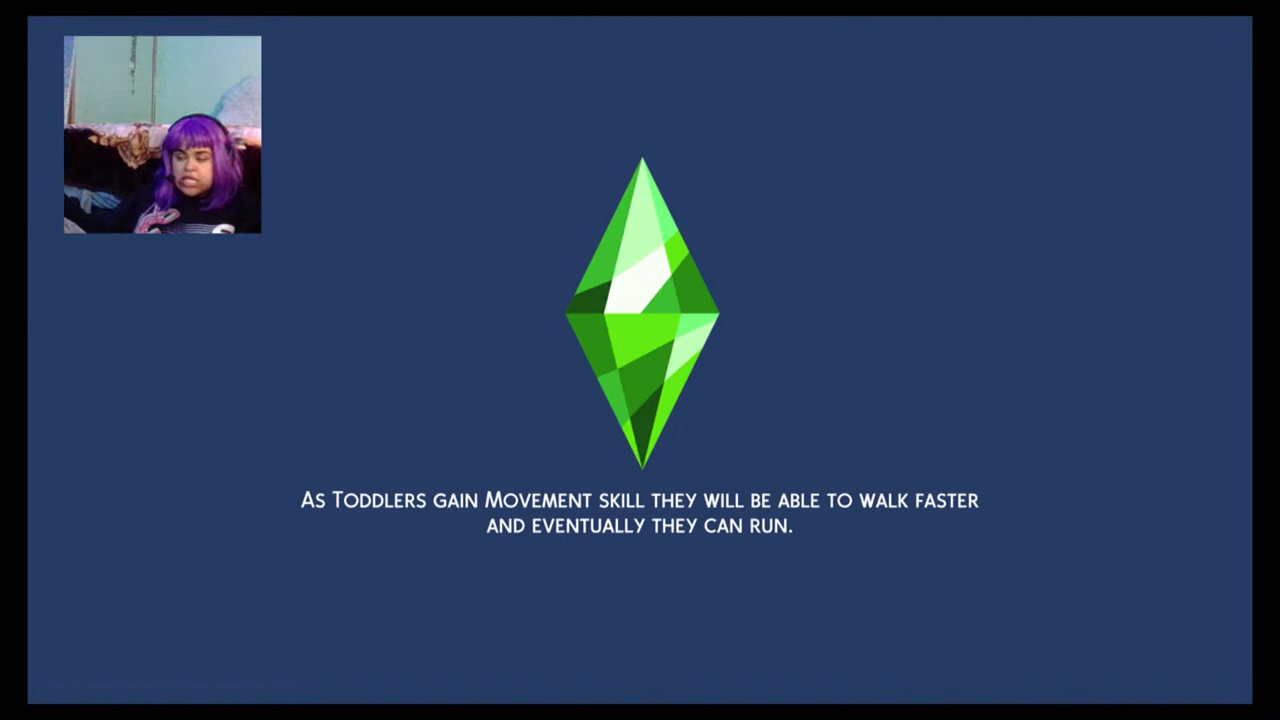 As Toddlers gain Movement skill they will be able to walk faster
and eventually they can run.